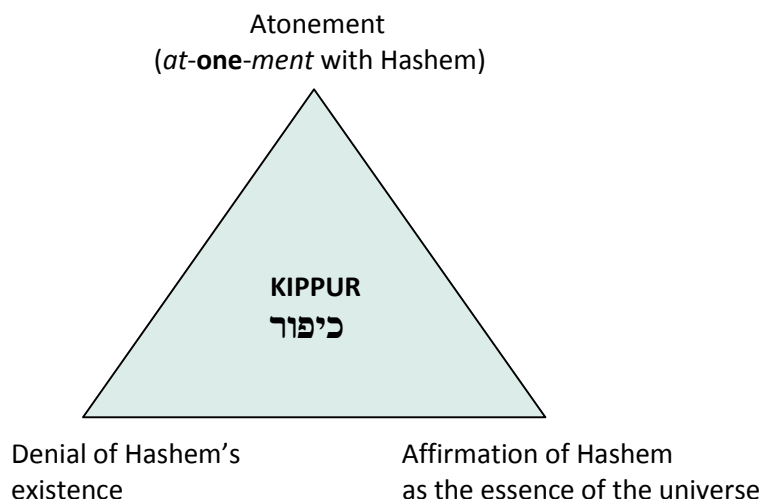 Atonement
(at-one-ment with Hashem)
KIPPUR
כיפור
Denial of Hashem’s
existence
Affirmation of Hashem
as the essence of the universe